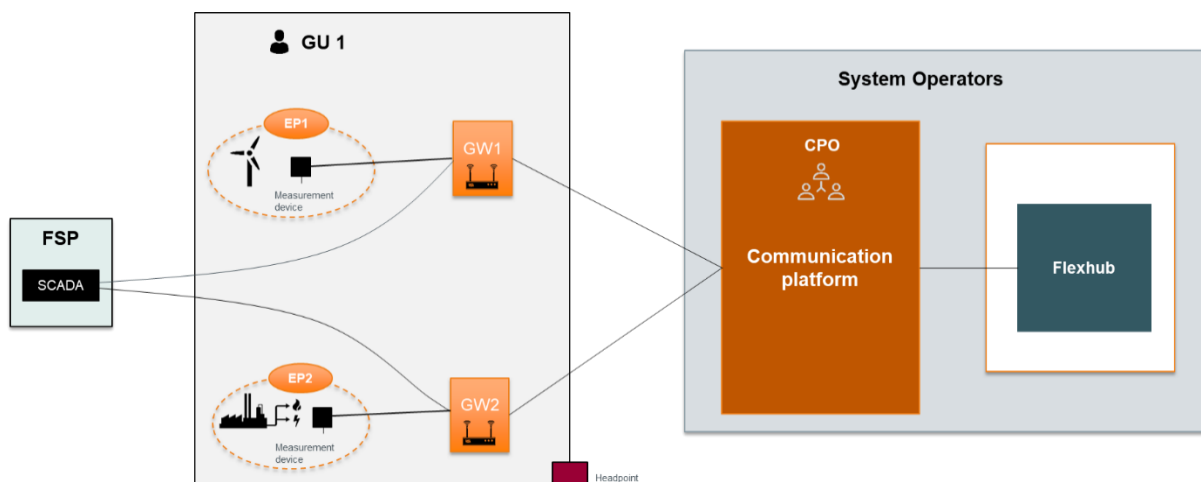 GU 1
System Operators
EP1
GW1
CPO
Measurement
device
FSP
SCADA
Communication
platform
Flexhub
EP2
GW2
Measurement
device
Headpoint